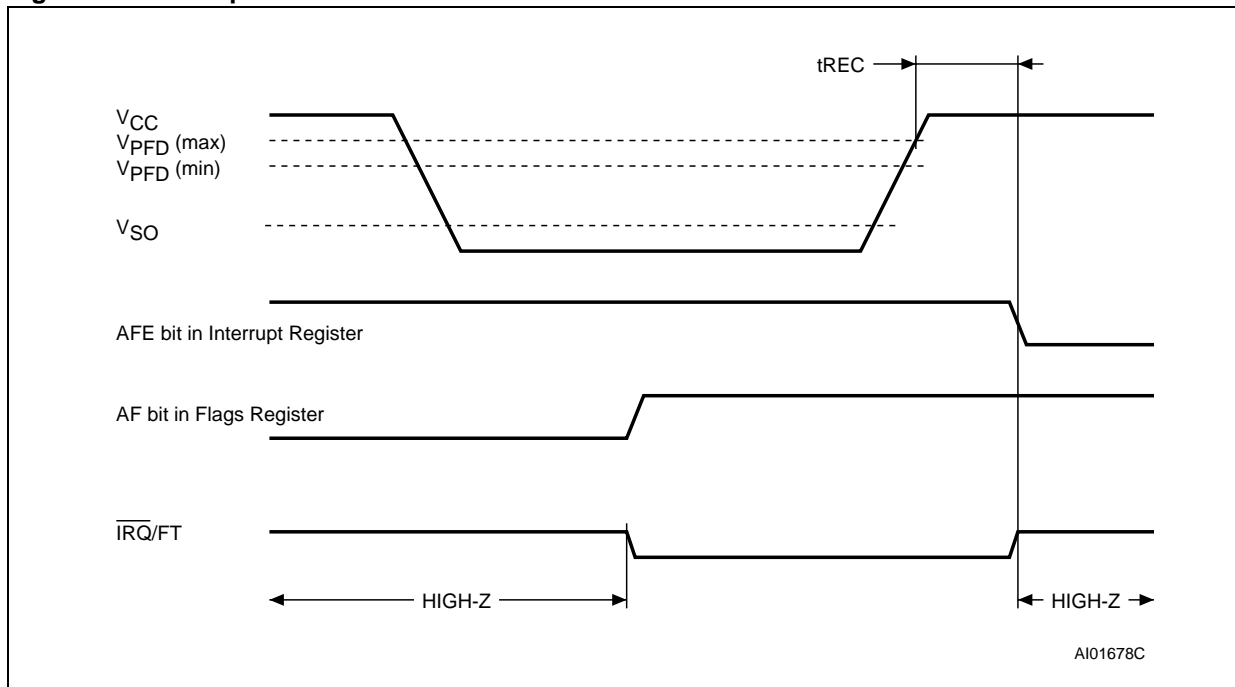 tREC
VCC
VPFD (max)
VPFD (min)
VSO
AFE bit in Interrupt Register
AF bit in Flags Register
IRQ/FT
HIGH-Z
HIGH-Z
AI01678C